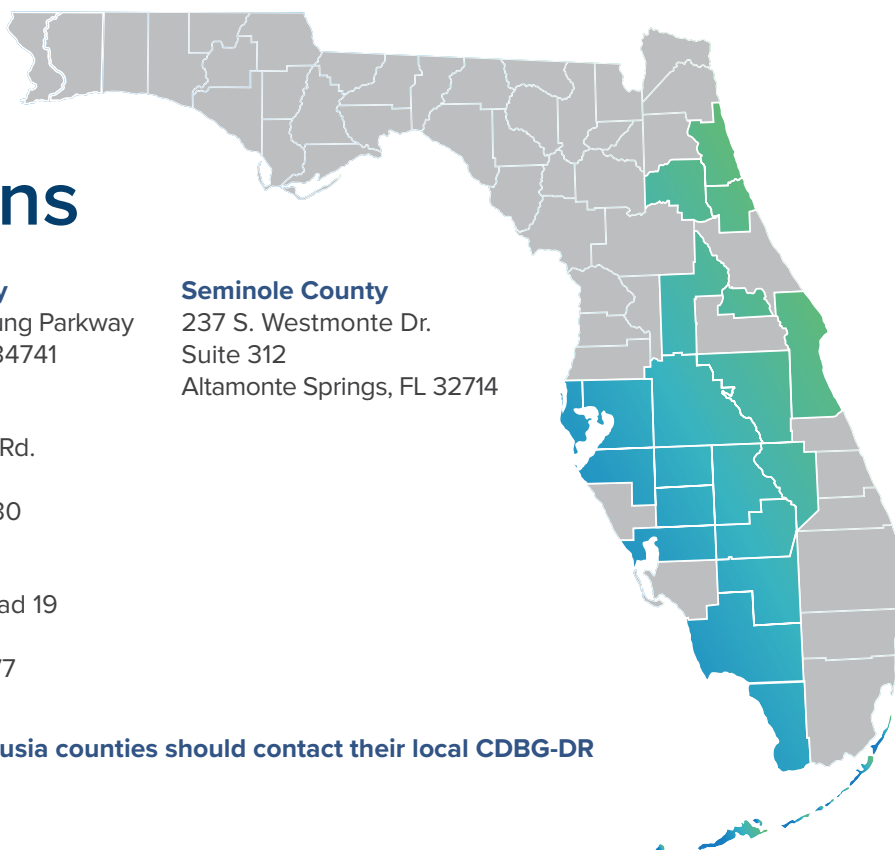 ns
y
ung Parkway
34741
Rd.
30
ad 19
77
Seminole County
237 S. Westmonte Dr.
Suite 312
Altamonte Springs, FL 32714
usia counties should contact their local CDBG-DR